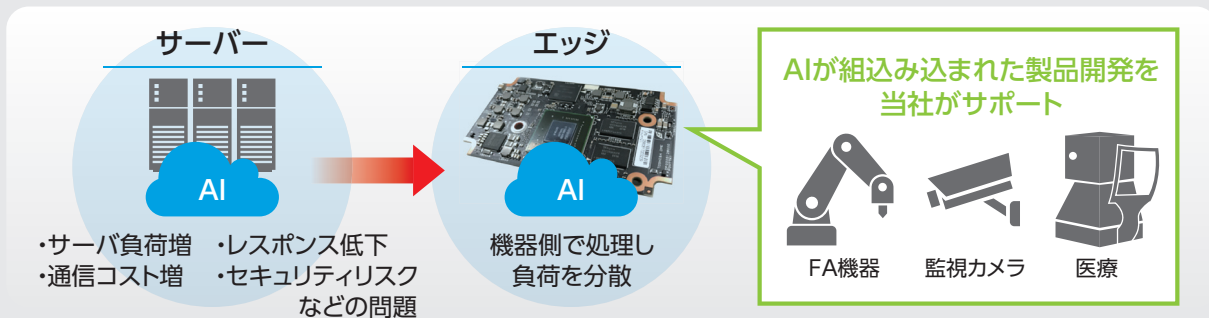 サーバー
AI
・サーバ負荷増 ・レスポンス低下
・通信コスト増 ・セキュリティリスク
などの問題
エッジ
AI
機器側で処理し
負荷を分散
AIが組込み込まれた製品開発を
当社がサポート
FA機器
監視カメラ
医療